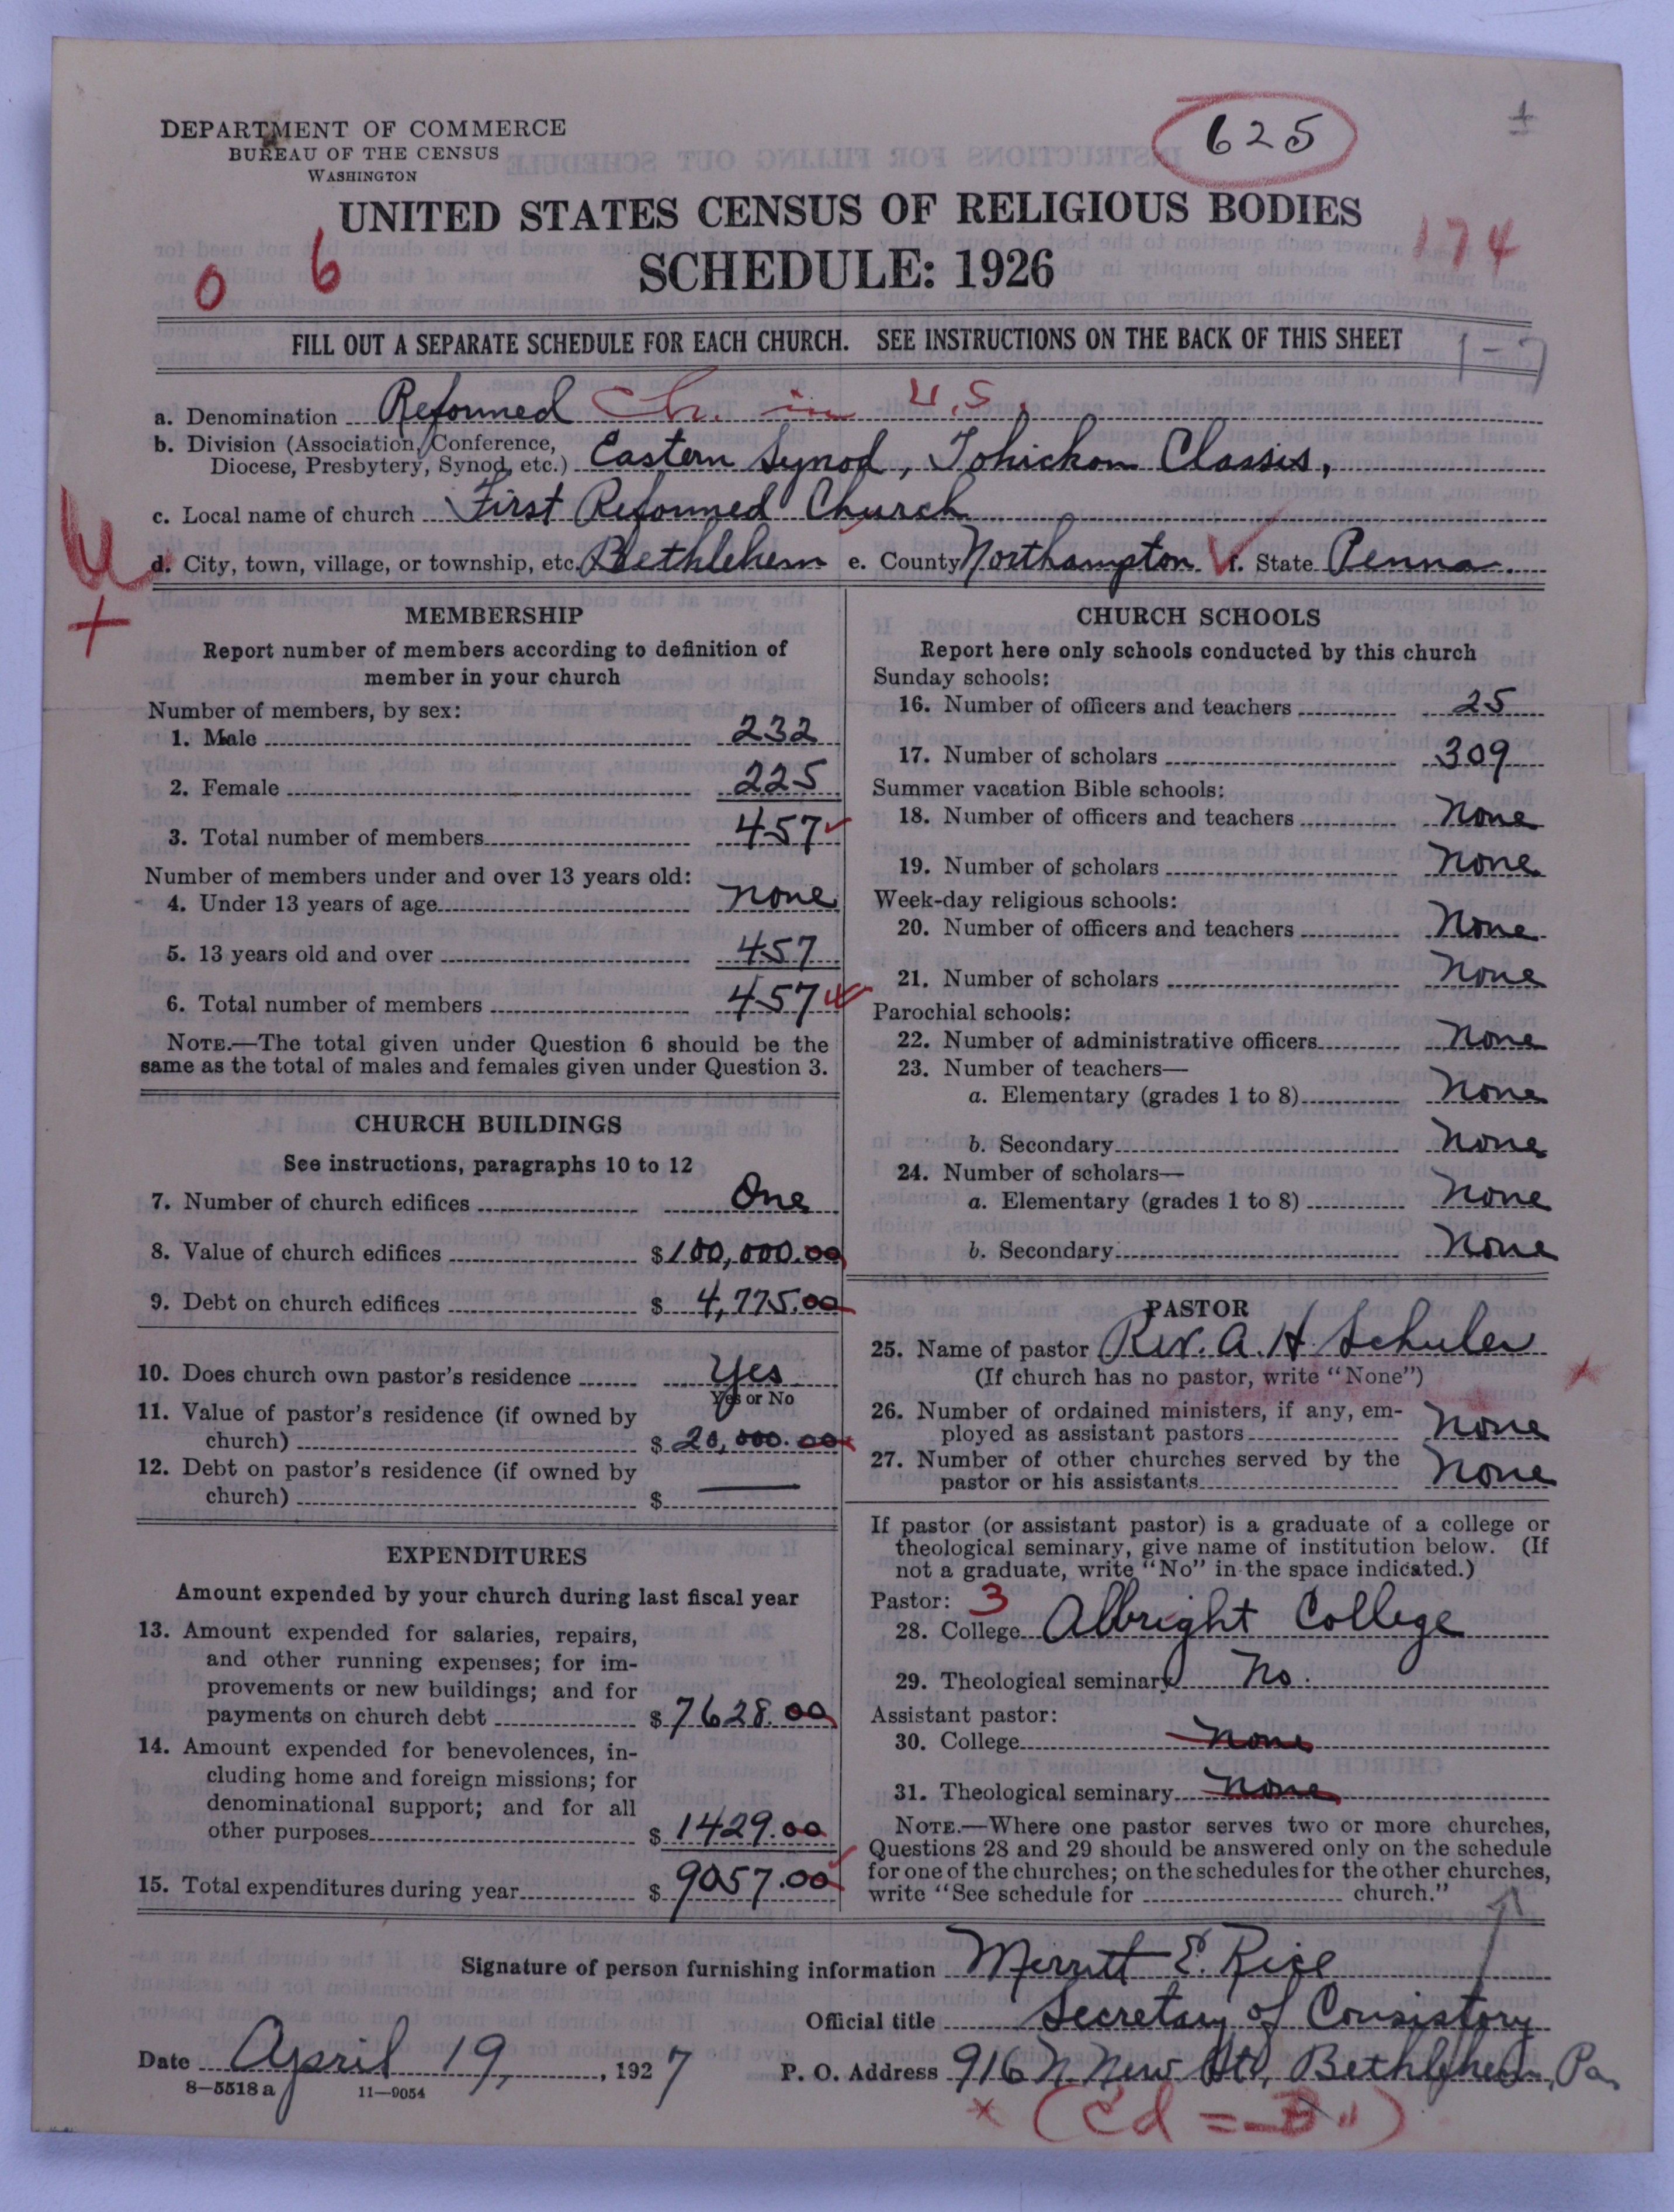 625
DEPARTMENT OF COMMERCE
BUREAU OF THE CENSUS
WASHINGTON
UNITED STATES CENSUS OF RELIGIOUS BODIES
174
0 6
SCHEDULE: 1926
FILL OUT A SEPARATE SCHEDULE FOR EACH CHURCH. SEE INSTRUCTIONS ON THE BACK OF THIS SHEET
1-7
a. Denomination Reformed Ch. in U.S.
b. Division (Association, Conference,
Diocese, Presbytery, Synod, etc.) Eastern Synod, Tohickon Classis,
c. Local name of church First Reformed Church
d. City, town, village, or township, etc. Bethlehem e. County Northampton f. State Penna.
MEMBERSHIP
Report number of members according to definition of
member in your church
Number of members, by sex:
1. Male 232
2. Female 225
3. Total number of members 457
Number of members under and over 13 years old:
4. Under 13 years of age None
5. 13 years old and over 457
6. Total number of members 457
NOTE.—The total given under Question 6 should be the
same as the total of males and females given under Question 3.
CHURCH BUILDINGS
See instructions, paragraphs 10 to 12
7. Number of church edifices One
8. Value of church edifices $100,000.00
9. Debt on church edifices $ 4,775.00
10. Does church own pastor's residence Yes
Yes or No
11. Value of pastor's residence (if owned by
church) $ 20,000.00
12. Debt on pastor's residence (if owned by
church) $ —
EXPENDITURES
Amount expended by your church during last fiscal year
13. Amount expended for salaries, repairs,
and other running expenses; for im-
provements or new buildings; and for
payments on church debt $ 7628.00
14. Amount expended for benevolences, in-
cluding home and foreign missions; for
denominational support; and for all
other purposes $ 1429.00
15. Total expenditures during year $ 9057.00
CHURCH SCHOOLS
Report here only schools conducted by this church
Sunday schools:
16. Number of officers and teachers 25
17. Number of scholars 309
Summer vacation Bible schools:
18. Number of officers and teachers None
19. Number of scholars None
Week-day religious schools:
20. Number of officers and teachers None
21. Number of scholars None
Parochial schools:
22. Number of administrative officers None
23. Number of teachers—
a. Elementary (grades 1 to 8) None
b. Secondary None
24. Number of scholars—
a. Elementary (grades 1 to 8) None
b. Secondary None
PASTOR
25. Name of pastor Rev. A. H Schuler
(If church has no pastor, write "None")
26. Number of ordained ministers, if any, em-
ployed as assistant pastors None
27. Number of other churches served by the
pastor or his assistants None
If pastor (or assistant pastor) is a graduate of a college or
theological seminary, give name of institution below. (If
not a graduate, write "No" in the space indicated.)
Pastor: 3
28. College Albright College
29. Theological seminary No.
Assistant pastor:
30. College None
31. Theological seminary None
NOTE.—Where one pastor serves two or more churches,
Questions 28 and 29 should be answered only on the schedule
for one of the churches; on the schedules for the other churches,
write "See schedule for church."
Signature of person furnishing information Merritt E. Rice
Official title Secretary of Consistory
Date April 19, 1927 P. O. Address 916 N New St., Bethlehem, Pa.
8—5518 a 11—9054